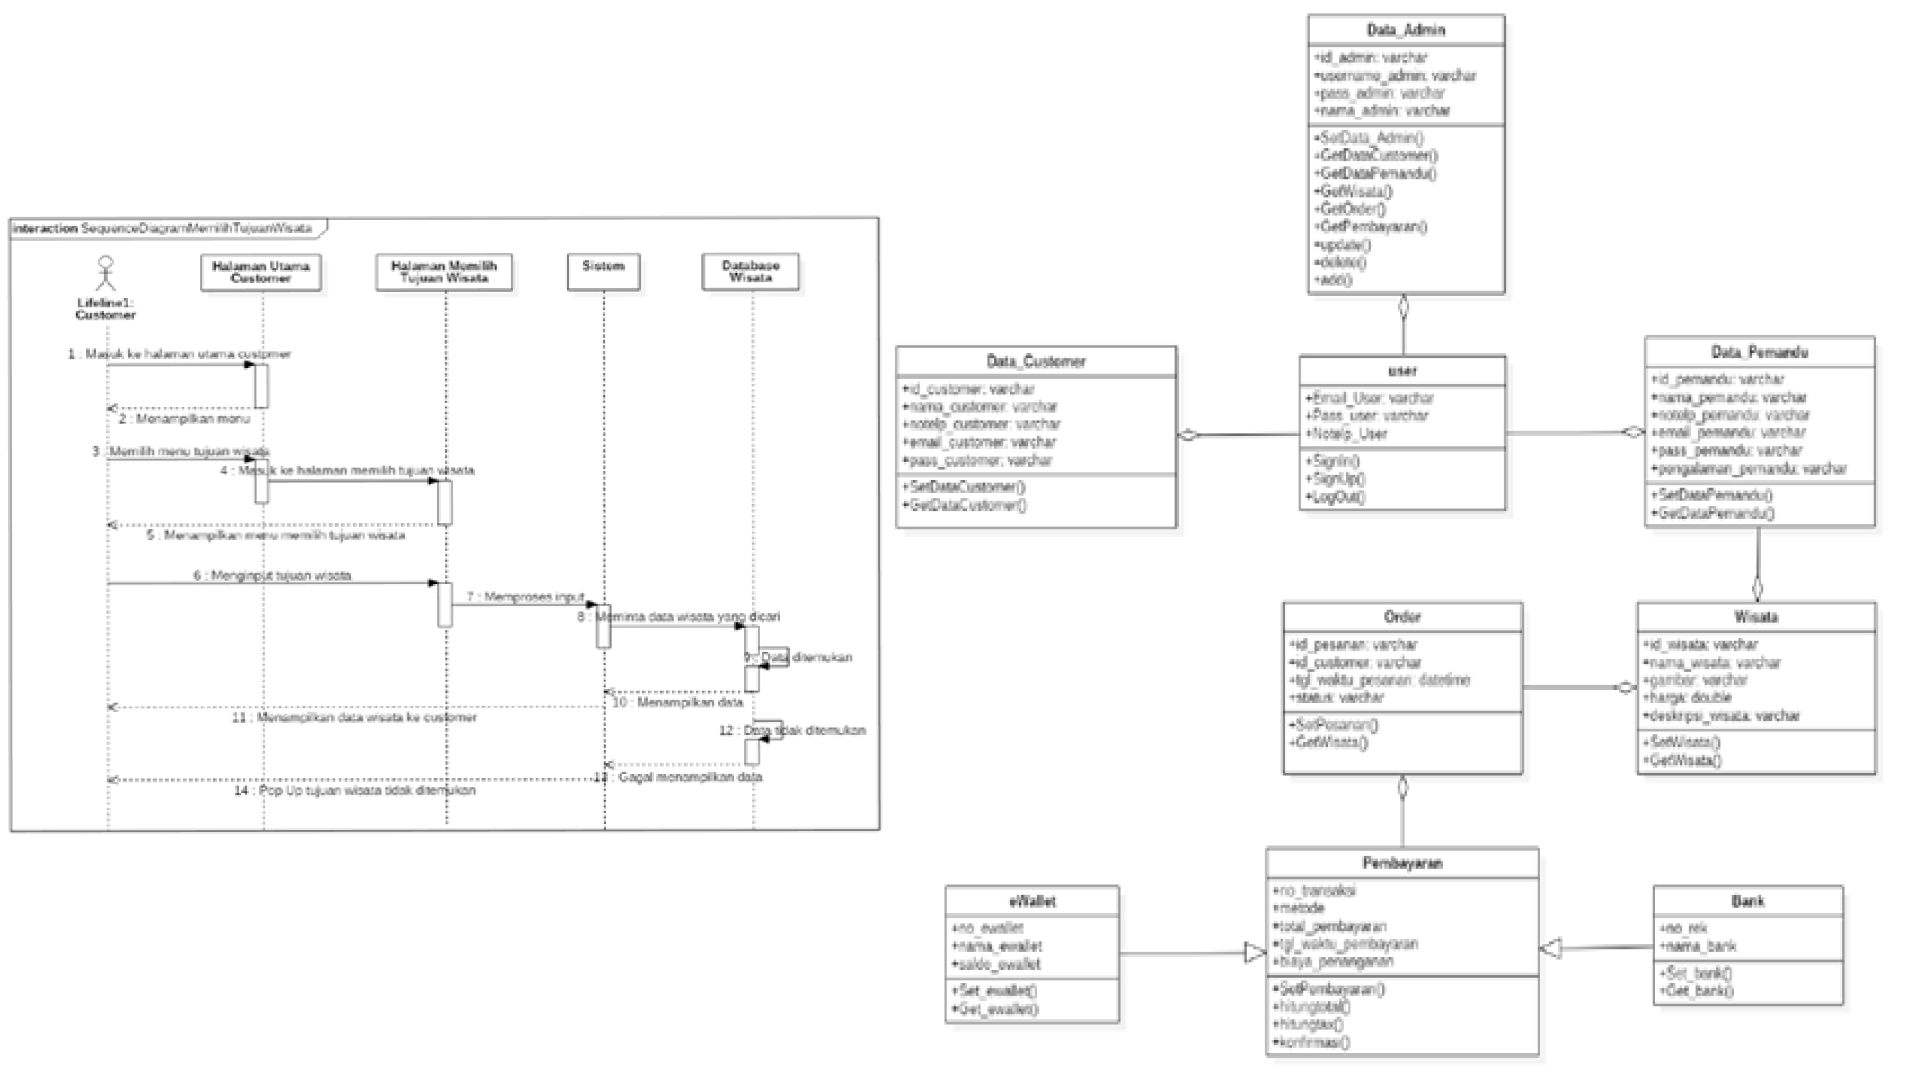 interaction SequenceDiagramMemilihTujuanWisata
Lifeline1:
Customer
Halaman Utama
Customer
Halaman Memilih
Tujuan Wisata
Sistem
Database
Wisata
1 : Masuk ke halaman utama customer
2 : Menampilkan menu
3 : Memilih menu tujuan wisata
4 : Masuk ke halaman memilih tujuan wisata
5 : Menampilkan menu memilih tujuan wisata
6 : Menginput tujuan wisata
7 : Memproses input
8 : Meminta data wisata yang dicari
9 : Data ditemukan
10 : Menampilkan data
11 : Menampilkan data wisata ke customer
12 : Data tidak ditemukan
13 : Gagal menampilkan data
14 : Pop Up tujuan wisata tidak ditemukan
Data_Admin
+id_admin: varchar
+username_admin: varchar
+pass_admin: varchar
+nama_admin: varchar
+SetData_Admin()
+GetDataCustomer()
+GetDataPemandu()
+GetWisata()
+GetOrder()
+GetPembayaran()
+update()
+delete()
+add()
Data_Customer
+id_customer: varchar
+nama_customer: varchar
+notelp_customer: varchar
+email_customer: varchar
+pass_customer: varchar
+SetDataCustomer()
+GetDataCustomer()
user
+Email_User: varchar
+Pass_user: varchar
+Notelp_User
+SignIn()
+SignUp()
+LogOut()
Data_Pemandu
+id_pemandu: varchar
+nama_pemandu: varchar
+notelp_pemandu: varchar
+email_pemandu: varchar
+pass_pemandu: varchar
+pengalaman_pemandu: varchar
+SetDataPemandu()
+GetDataPemandu()
Order
+id_pesanan: varchar
+id_customer: varchar
+tgl_waktu_pesanan: datetime
+status: varchar
+SetPesanan()
+GetWisata()
Wisata
+id_wisata: varchar
+nama_wisata: varchar
+gambar: varchar
+harga: double
+deskripsi_wisata: varchar
+SetWisata()
+GetWisata()
Pembayaran
+no_transaksi
+metode
+total_pembayaran
+tgl_waktu_pembayaran
+biaya_penanganan
+SetPembayaran()
+hitungtotal()
+hitungtax()
+konfirmasi()
eWallet
+no_ewallet
+nama_ewallet
+saldo_ewallet
+Set_ewallet()
+Get_ewallet()
Bank
+no_rek
+nama_bank
+Set_bank()
+Get_bank()